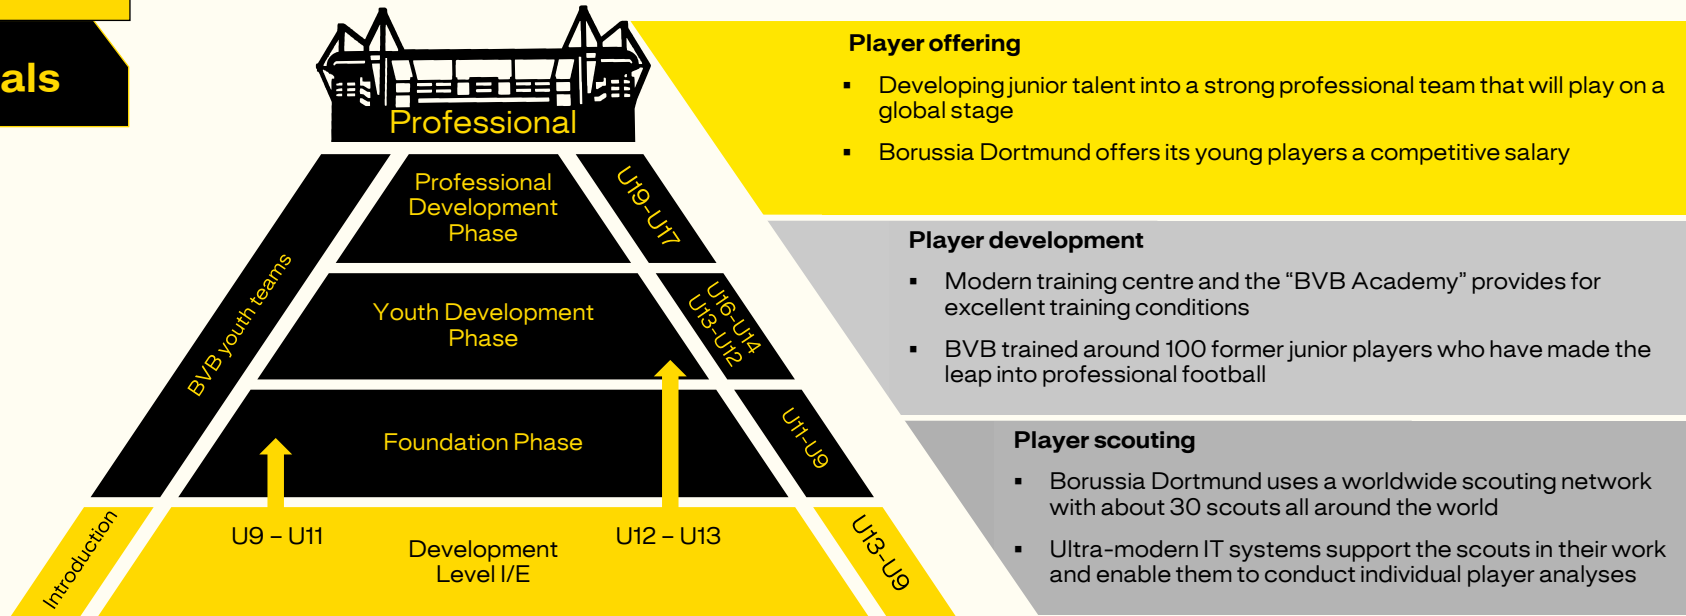 als
Professional
Professional
Development
Phase
U19-U17
BVB youth teams
Youth Development
Phase
U16-U14
U13-U12
Foundation Phase
U11-U9
Introduction
U9 – U11
Development
Level I/E
U12 – U13
U13-U9
Player offering
▪ Developing junior talent into a strong professional team that will play on a
global stage
▪ Borussia Dortmund offers its young players a competitive salary
Player development
▪ Modern training centre and the “BVB Academy” provides for
excellent training conditions
▪ BVB trained around 100 former junior players who have made the
leap into professional football
Player scouting
▪ Borussia Dortmund uses a worldwide scouting network
with about 30 scouts all around the world
▪ Ultra-modern IT systems support the scouts in their work
and enable them to conduct individual player analyses